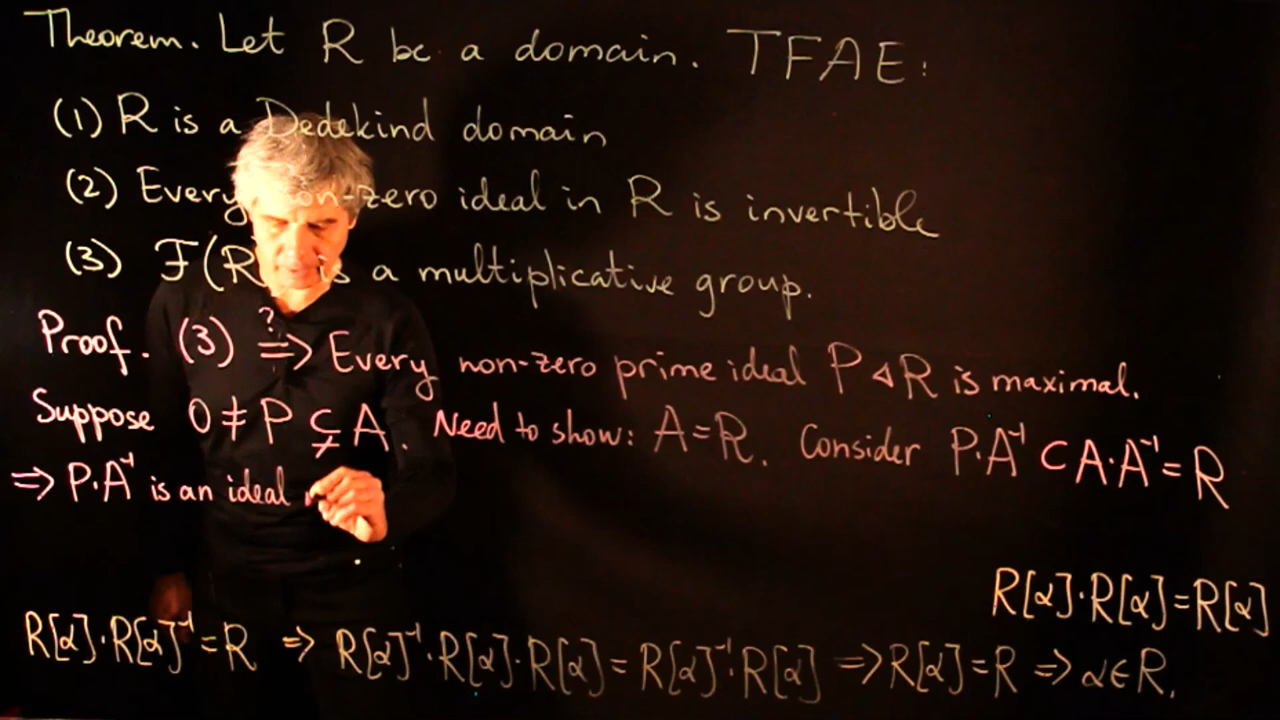 Theorem. Let R be a domain. TFAE:
(1) R is a Dedekind domain
(2) Every non-zero ideal in R is invertible
(3) F(R) is a multiplicative group.
Proof. (3) ?⟹ Every non-zero prime ideal P ◁ R is maximal.
Suppose 0 ≠ P ⊊ A. Need to show: A = R. Consider P·A⁻¹ ⊂ A·A⁻¹ = R
⟹ P·A⁻¹ is an ideal
R[α]·R[α] = R[α]
R[α]·R[α]⁻¹ = R ⟹ R[α]⁻¹·R[α]·R[α] = R[α]⁻¹·R[α] ⟹ R[α] = R ⟹ α ∈ R.